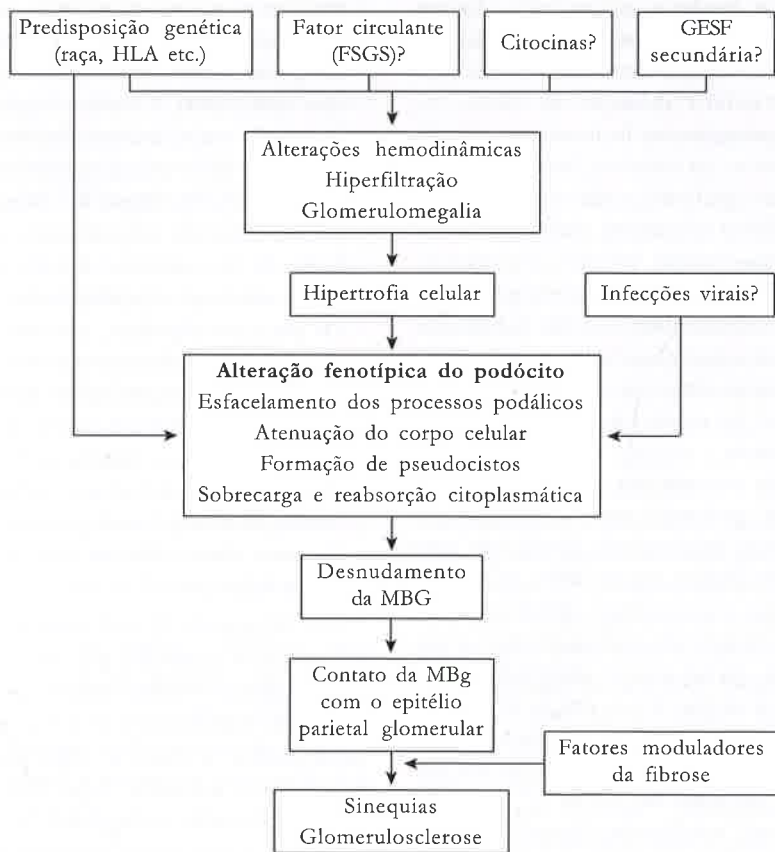 Predisposição genética
(raça, HLA etc.)
Fator circulante
(FSGS)?
Citocinas?
GESF
secundária?
Alterações hemodinâmicas
Hiperfiltração
Glomerulomegalia
Hipertrofia celular
Infecções virais?
Alteração fenotípica do podócito
Esfacelamento dos processos podálicos
Atenuação do corpo celular
Formação de pseudocistos
Sobrecarga e reabsorção citoplasmática
Desnudamento
da MBG
Contato da MBg
com o epitélio
parietal glomerular
Fatores moduladores
da fibrose
Sinequias
Glomerulosclerose